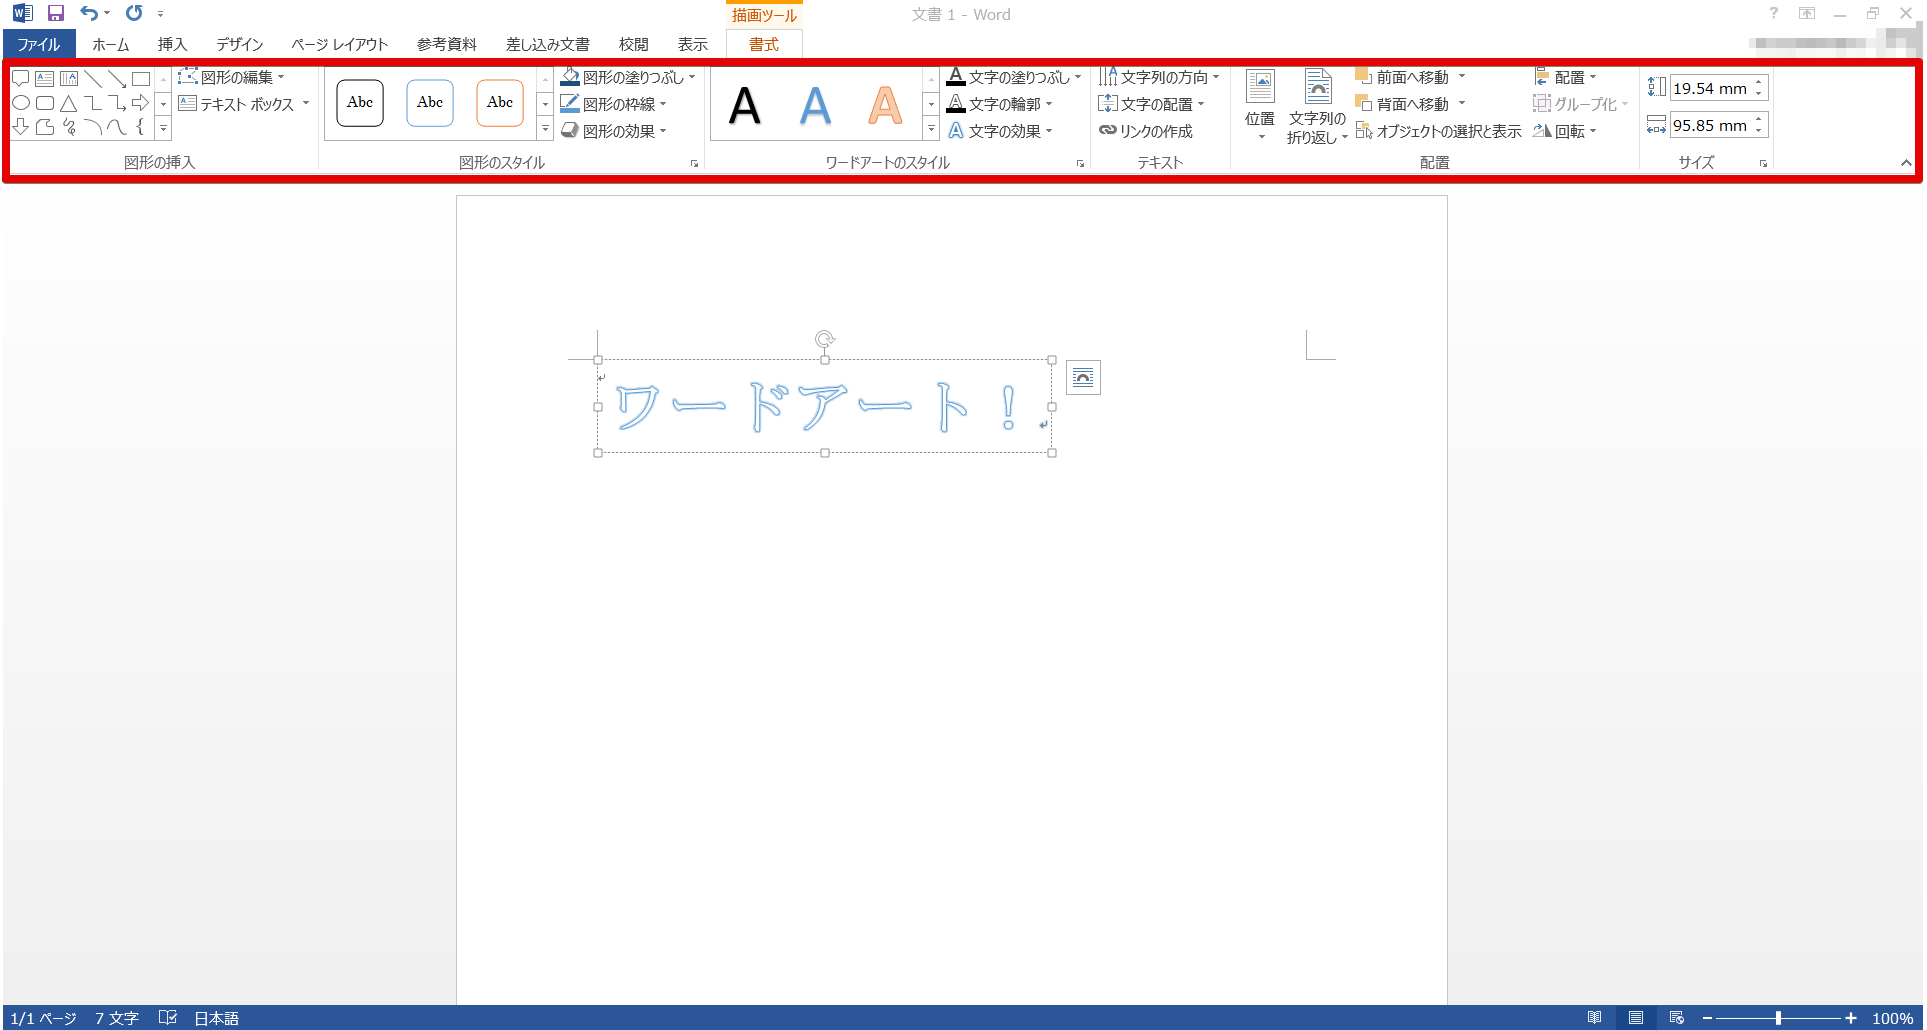 描画ツール
文書 1 - Word
ファイル ホーム 挿入 デザイン ページ レイアウト 参考資料 差し込み文書 校閲 表示 書式
図形の編集
テキスト ボックス
図形の挿入
Abc Abc Abc
図形の塗りつぶし
図形の枠線
図形の効果
図形のスタイル
A A A
文字の塗りつぶし
文字の輪郭
文字の効果
ワードアートのスタイル
文字列の方向
文字の配置
リンクの作成
テキスト
位置
文字列の
折り返し
前面へ移動
背面へ移動
オブジェクトの選択と表示
配置
グループ化
回転
配置
19.54 mm
95.85 mm
サイズ
ワードアート！
1/1 ページ 7 文字 日本語 100%